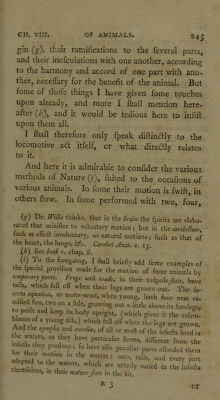 CH. VIII. OF ANIMALS. 245
gin (g), their ramifications to the ſeveral parts,
and their inoſculations with one another, according
to the harmony and accord of one part with ano-
ther, neceſſary for the benefit of the animal. But
ſome of thoſe things I have given ſome touches
upon already, and more I ſhall mention here-
after (h), and it would be tedious here to inſiſt
upon them all.
I ſhall therefore only ſpeak diſtinctly to the
locomotive act itſelf, or what directly relates
to it.
And here it is admirable to conſider the various
methods of Nature (i), ſuited to the occaſions of
various animals. In ſome their motion is ſwift, in
others ſlow. In ſome performed with two, four,
(g) Dr. Willis thinks, that in the brain the ſpirits are elabo-
rated that miniſter to voluntary motion; but in the cerebellum,
ſuch as effect involuntary, or natural motions; ſuch as that of
the heart, the lungs, &c. Cerebri Anat. c. 15.
(h) See book v. chap. 8.
(i) To the foregoing, I ſhall briefly add ſome examples of
the ſpecial proviſion made for the motion of ſome animals by
temporary parts. Frogs and toads, in their tadpole-ſtate, have
tails, which fall off when their legs are grown out. The la-
certa aquatica, or water-newt, when young, hath four neat ra-
mified fins, two on a ſide, growing out a little above its forelegs,
to poiſe and keep its body upright, (which gives it the reſem-
blance of a young fiſh,) which fall off when the legs are grown.
And the nymphæ and aureliæ, of all or moſt of the inſects bred in
the waters, as they have particular forms, different from the
inſects they produce; ſo have alſo peculiar parts afforded them
for their motion in the waters: oars, tails, and every part
adapted to the waters, which are utterly varied in the inſects
themſelves, in their mature ſtate in the air.
R 3 or